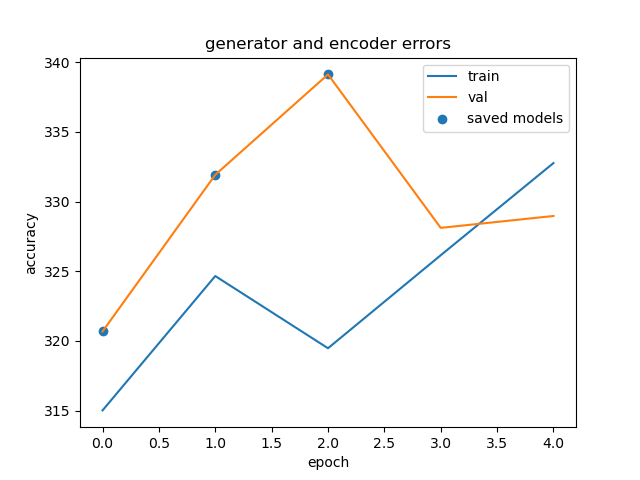 generator and encoder errors
train
val
saved models
accuracy
340
335
330
325
320
315
0.0 0.5 1.0 1.5 2.0 2.5 3.0 3.5 4.0
epoch